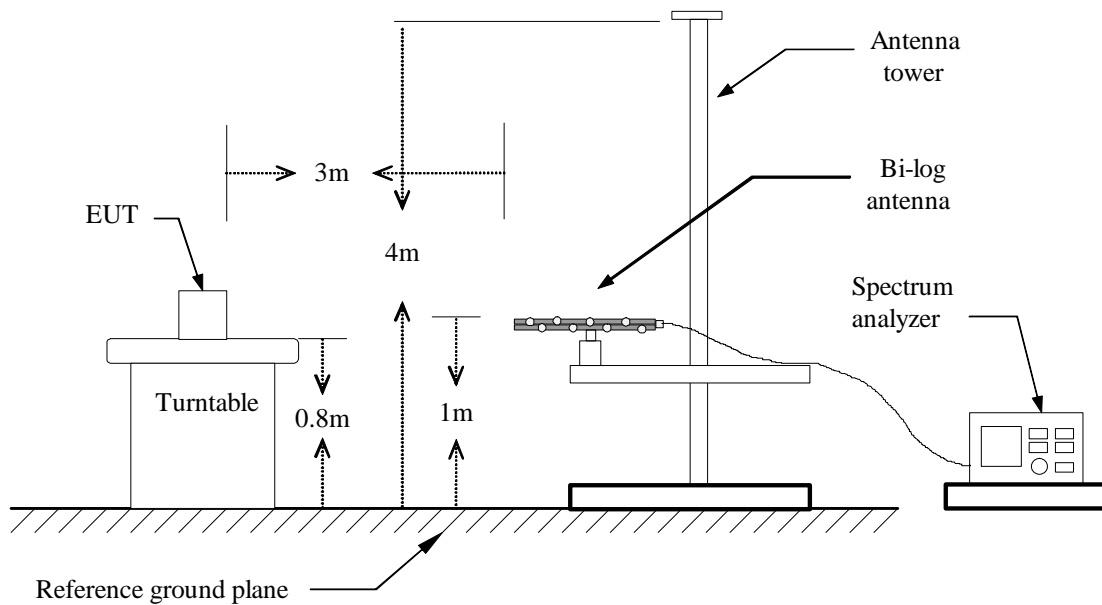 Antenna
tower
3m
Bi-log
antenna
EUT
4m
Spectrum
analyzer
Turntable
0.8m
1m
Reference ground plane